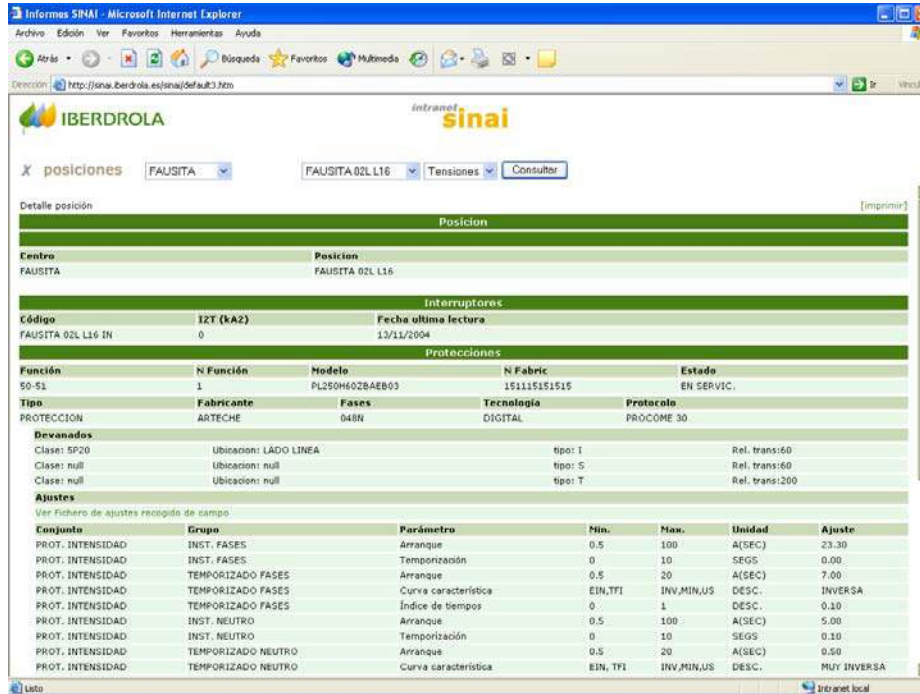 Informes SINAI - Microsoft Internet Explorer
Archivo Edición Ver Favoritos Herramientas Ayuda
Atrás Búsqueda Favoritos Multimedia
Dirección http://sinai.iberdrola.es/sinai/default3.htm Ir
IBERDROLA intranet sinai
X posiciones FAUSITA FAUSITA 02L L16 Tensiones Consultar
Detalle posición [imprimir]
Posicion
Centro Posicion
FAUSITA FAUSITA 02L L16
Interruptores
Código I2T (kA2) Fecha ultima lectura
FAUSITA 02L L16 IN 0 13/11/2004
Protecciones
Función N Función Modelo N Fabric Estado
50-51 1 PL250H60ZBAEB03 151115151515 EN SERVIC.
Tipo Fabricante Fases Tecnología Protocolo
PROTECCION ARTECHE 048N DIGITAL PROCOME 30
Devanados
Clase: 5P20 Ubicacion: LADO LINEA tipo: I Rel. trans:60
Clase: null Ubicacion: null tipo: S Rel. trans:60
Clase: null Ubicacion: null tipo: T Rel. trans:200
Ajustes
Ver Fichero de ajustes recogido de campo
Conjunto Grupo Parámetro Min. Max. Unidad Ajuste
PROT. INTENSIDAD INST. FASES Arranque 0.5 100 A(SEC) 23.30
PROT. INTENSIDAD INST. FASES Temporización 0 10 SEGS 0.00
PROT. INTENSIDAD TEMPORIZADO FASES Arranque 0.5 20 A(SEC) 7.00
PROT. INTENSIDAD TEMPORIZADO FASES Curva característica EIN,TFI INV,MIN,US DESC. INVERSA
PROT. INTENSIDAD TEMPORIZADO FASES Índice de tiempos 0 1 DESC. 0.10
PROT. INTENSIDAD INST. NEUTRO Arranque 0.5 100 A(SEC) 5.00
PROT. INTENSIDAD INST. NEUTRO Temporización 0 10 SEGS 0.10
PROT. INTENSIDAD TEMPORIZADO NEUTRO Arranque 0.5 20 A(SEC) 0.50
PROT. INTENSIDAD TEMPORIZADO NEUTRO Curva característica EIN, TFI INV,MIN,US DESC. MUY INVERSA
Listo Intranet local